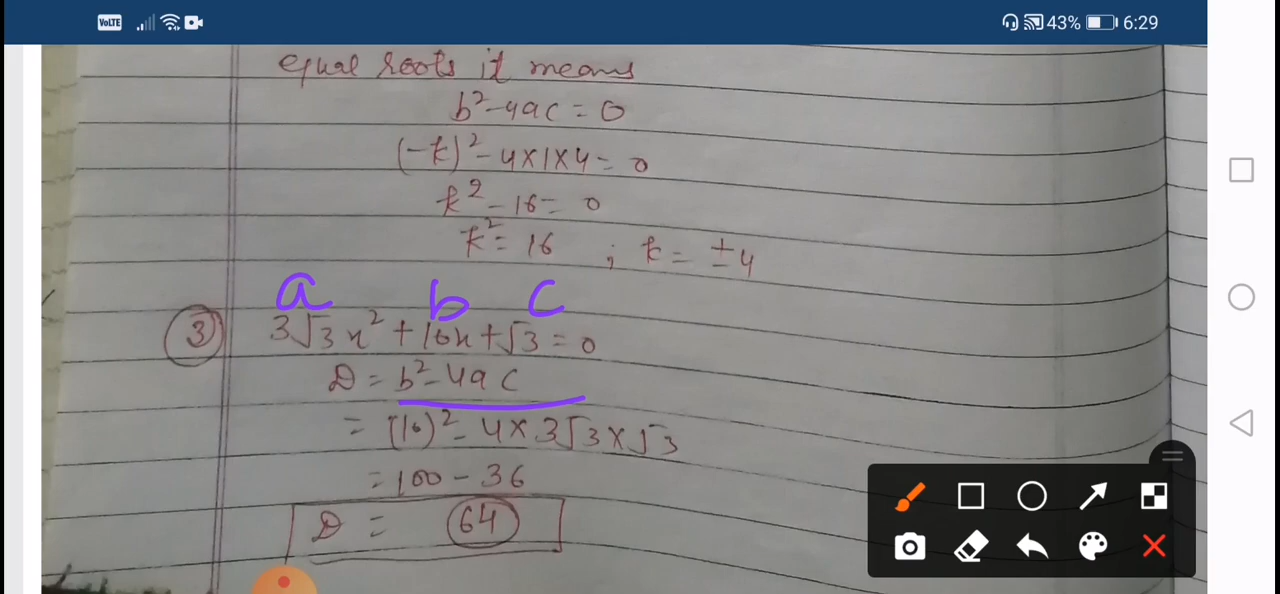 VoLTE 43% 6:29
equal roots it means
b²-4ac = 0
(-k)² - 4×1×4 = 0
k² - 16 = 0
k² = 16 ; k = ±4
a b c
③ 3√3x² + 10x + √3 = 0
D = b²-4ac
= (10)² - 4 × 3√3 × √3
= 100 - 36
D = 64